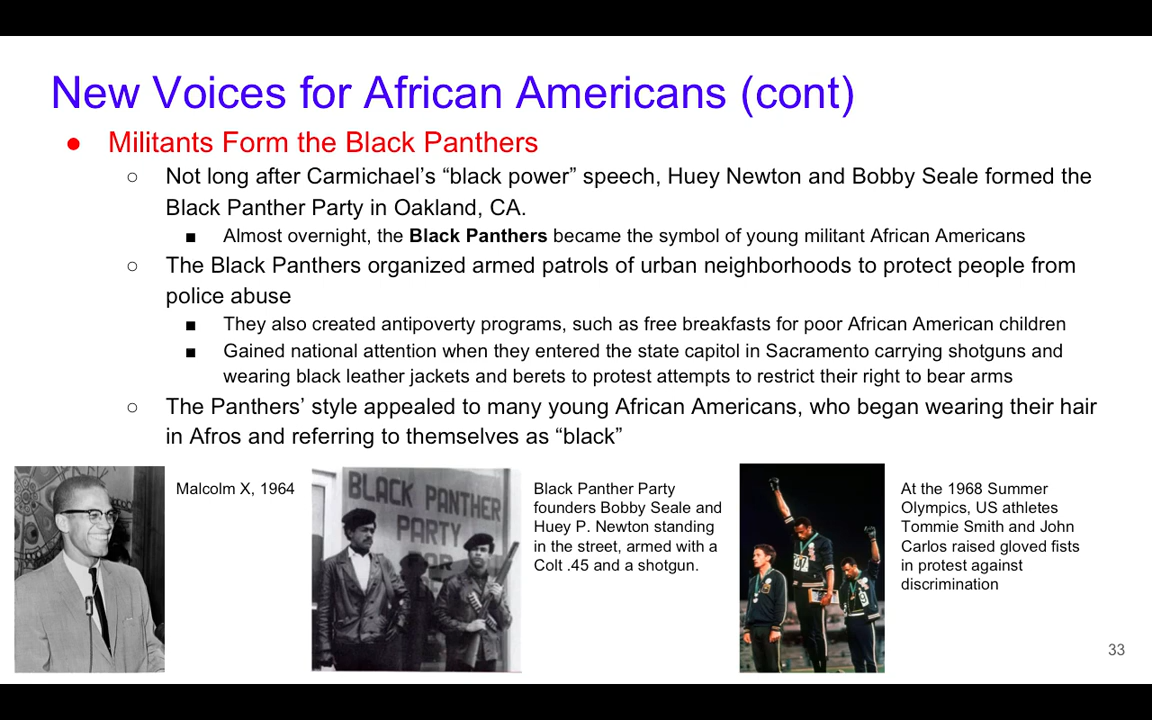 New Voices for African Americans (cont)
● Militants Form the Black Panthers
○ Not long after Carmichael’s “black power” speech, Huey Newton and Bobby Seale formed the
Black Panther Party in Oakland, CA.
■ Almost overnight, the Black Panthers became the symbol of young militant African Americans
○ The Black Panthers organized armed patrols of urban neighborhoods to protect people from
police abuse
■ They also created antipoverty programs, such as free breakfasts for poor African American children
■ Gained national attention when they entered the state capitol in Sacramento carrying shotguns and
wearing black leather jackets and berets to protest attempts to restrict their right to bear arms
○ The Panthers’ style appealed to many young African Americans, who began wearing their hair
in Afros and referring to themselves as “black”
Malcolm X, 1964
BLACK PANTHER
PARTY
FOR
Black Panther Party
founders Bobby Seale and
Huey P. Newton standing
in the street, armed with a
Colt .45 and a shotgun.
At the 1968 Summer
Olympics, US athletes
Tommie Smith and John
Carlos raised gloved fists
in protest against
discrimination
33